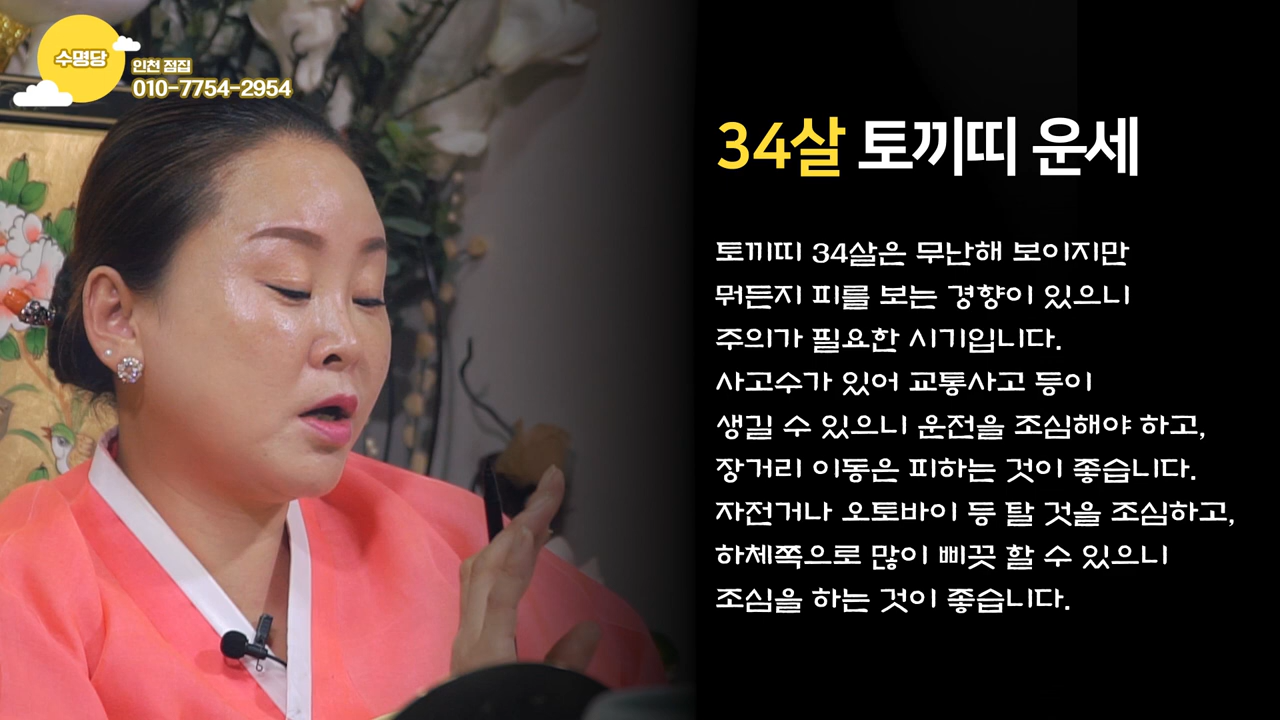 수명당
인천 점집
010-7754-2954
34살 토끼띠 운세
토끼띠 34살은 무난해 보이지만
뭐든지 피를 보는 경향이 있으니
주의가 필요한 시기입니다.
사고수가 있어 교통사고 등이
생길 수 있으니 운전을 조심해야 하고,
장거리 이동은 피하는 것이 좋습니다.
자전거나 오토바이 등 탈 것을 조심하고,
하체쪽으로 많이 삐끗 할 수 있으니
조심을 하는 것이 좋습니다.